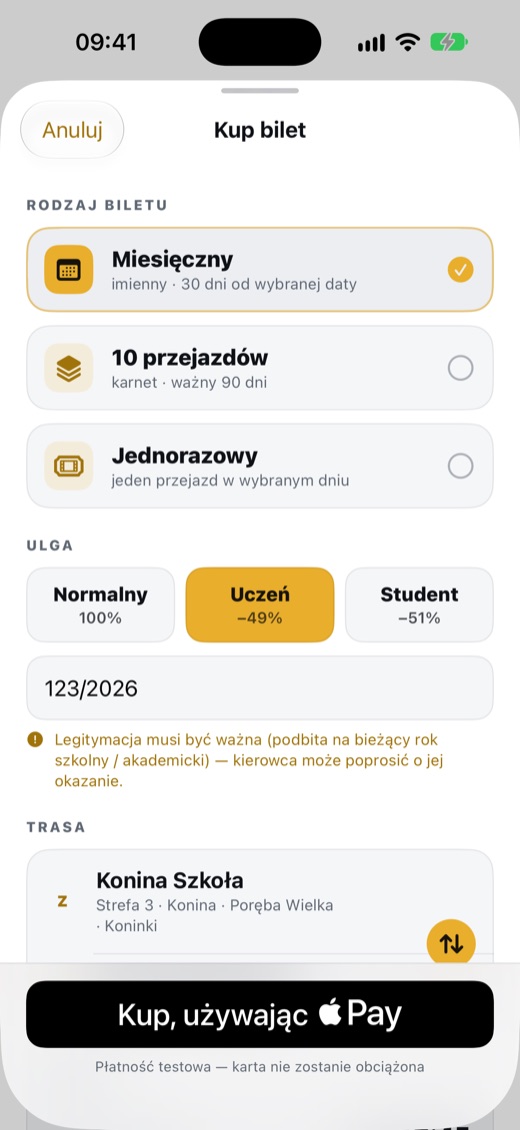 09:41
Anuluj
Kup bilet
RODZAJ BILETU
Miesięczny
imienny · 30 dni od wybranej daty
10 przejazdów
karnet · ważny 90 dni
Jednorazowy
jeden przejazd w wybranym dniu
ULGA
Normalny
100%
Uczeń
−49%
Student
−51%
123/2026
Legitymacja musi być ważna (podbita na bieżący rok
szkolny / akademicki) — kierowca może poprosić o jej
okazanie.
TRASA
Z
Konina Szkoła
Strefa 3 · Konina · Poręba Wielka
· Koninki
Kup, używając Pay
Płatność testowa — karta nie zostanie obciążona